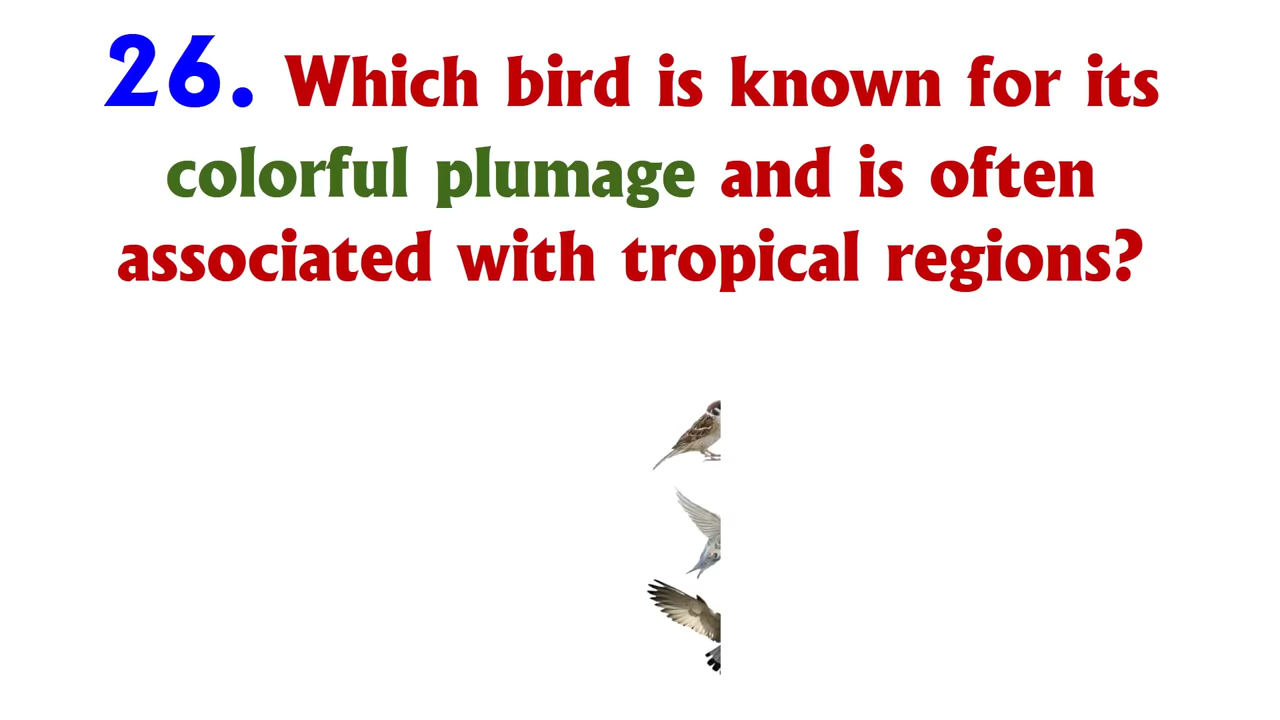 26. Which bird is known for its
colorful plumage and is often
associated with tropical regions?